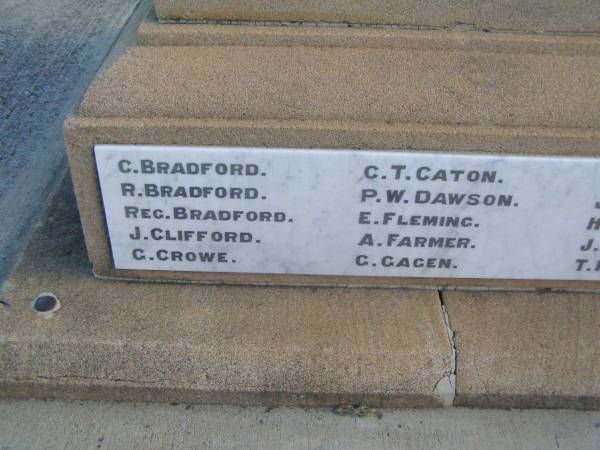 C. BRADFORD.
R. BRADFORD.
REG. BRADFORD.
J. CLIFFORD.
G. CROWE.
C. T. CATON.
P. W. DAWSON.
E. FLEMING.
A. FARMER.
G. GAGEN.